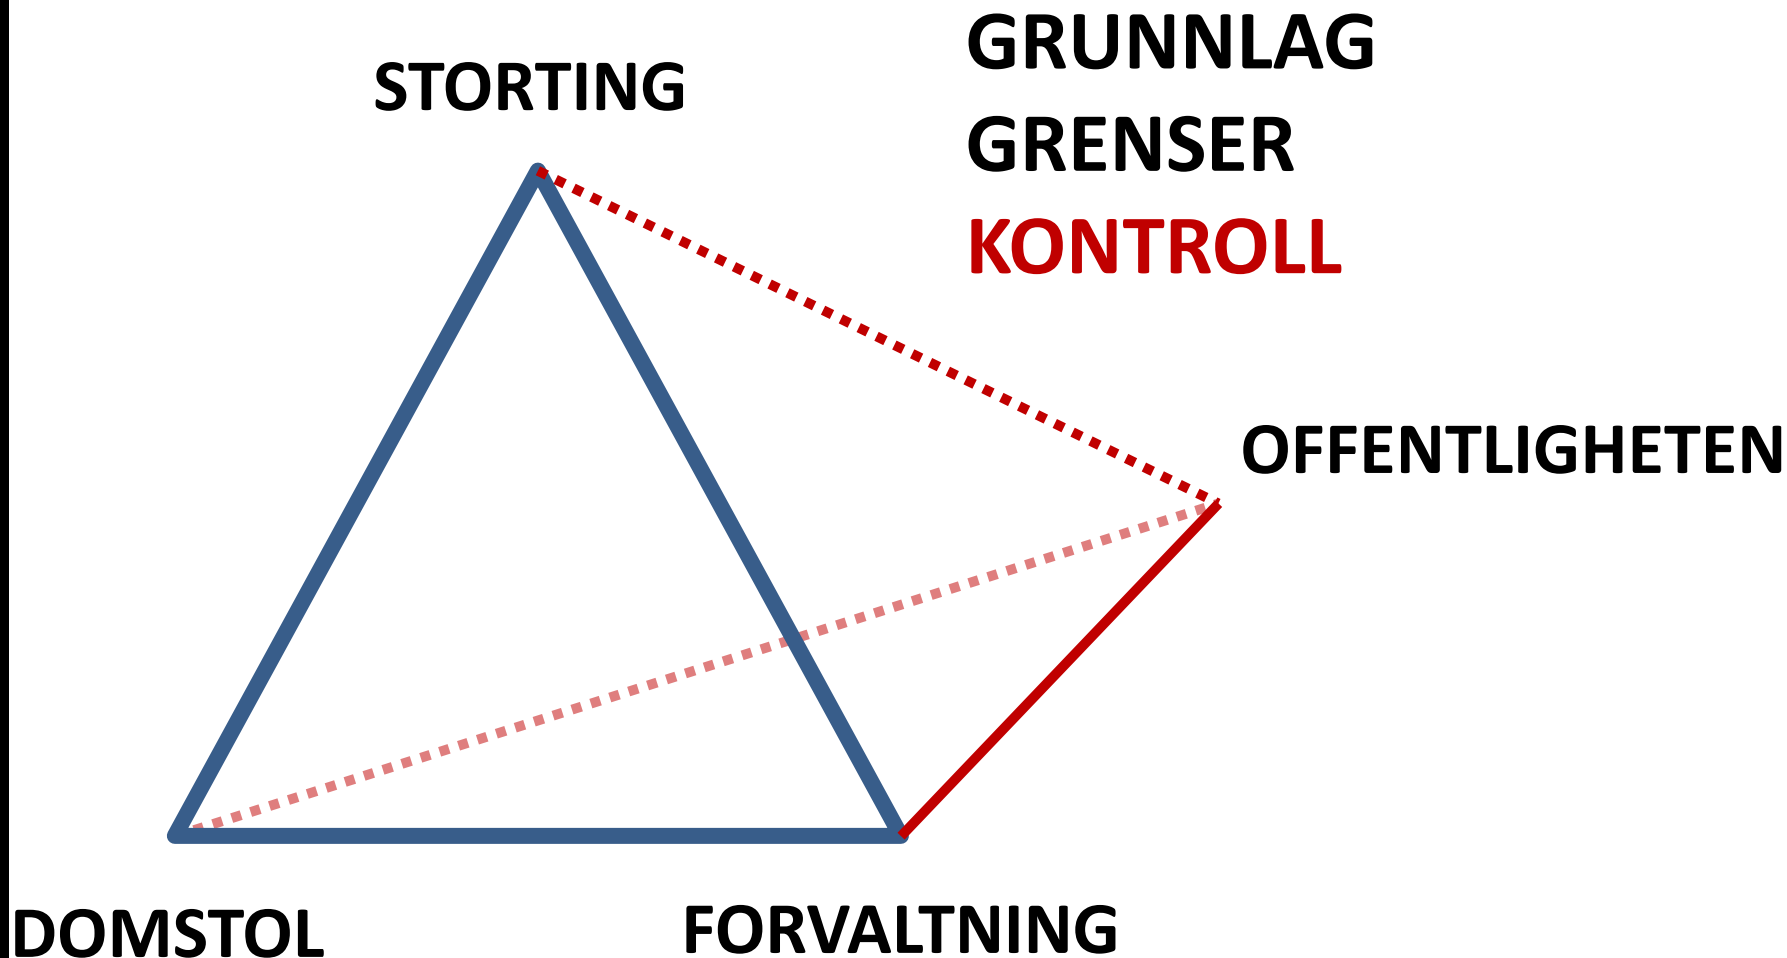 STORTING
GRUNNLAG
GRENSER
KONTROLL
OFFENTLIGHETEN
DOMSTOL
FORVALTNING